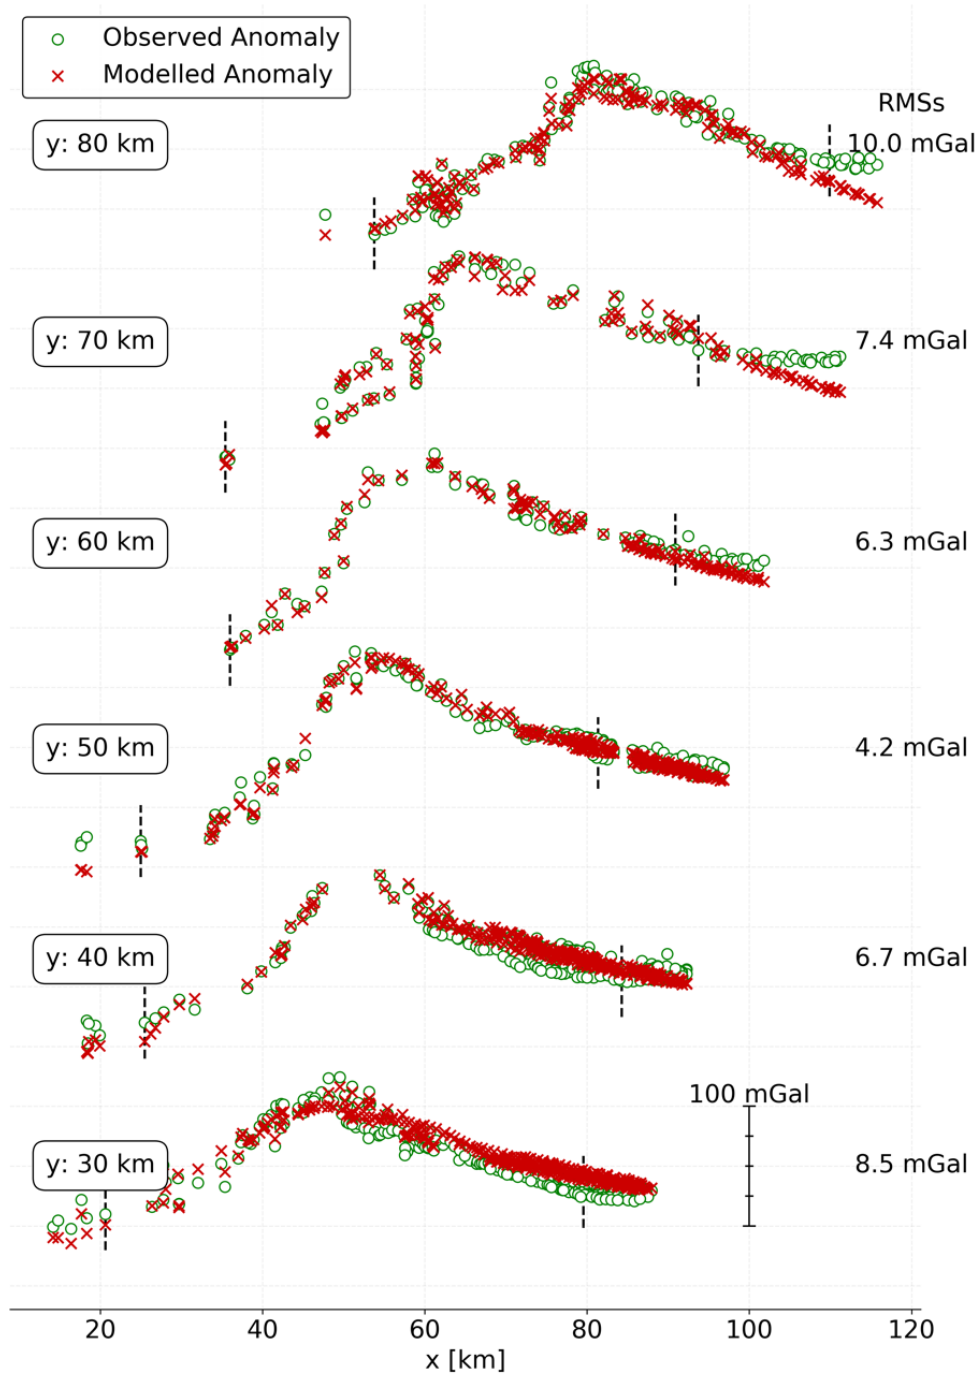 Observed Anomaly
Modelled Anomaly
RMSs
y: 80 km
10.0 mGal
y: 70 km
7.4 mGal
y: 60 km
6.3 mGal
y: 50 km
4.2 mGal
y: 40 km
6.7 mGal
100 mGal
y: 30 km
8.5 mGal
20 40 60 80 100 120
x [km]